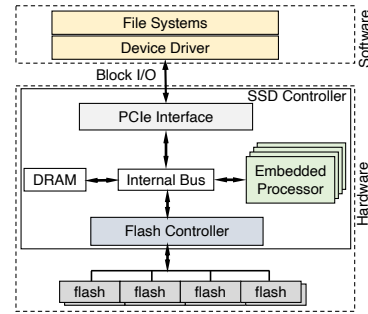 File Systems
Device Driver
Software
Block I/O
SSD Controller
PCIe Interface
DRAM
Internal Bus
Embedded
Processor
Hardware
Flash Controller
flash
flash
flash
flash